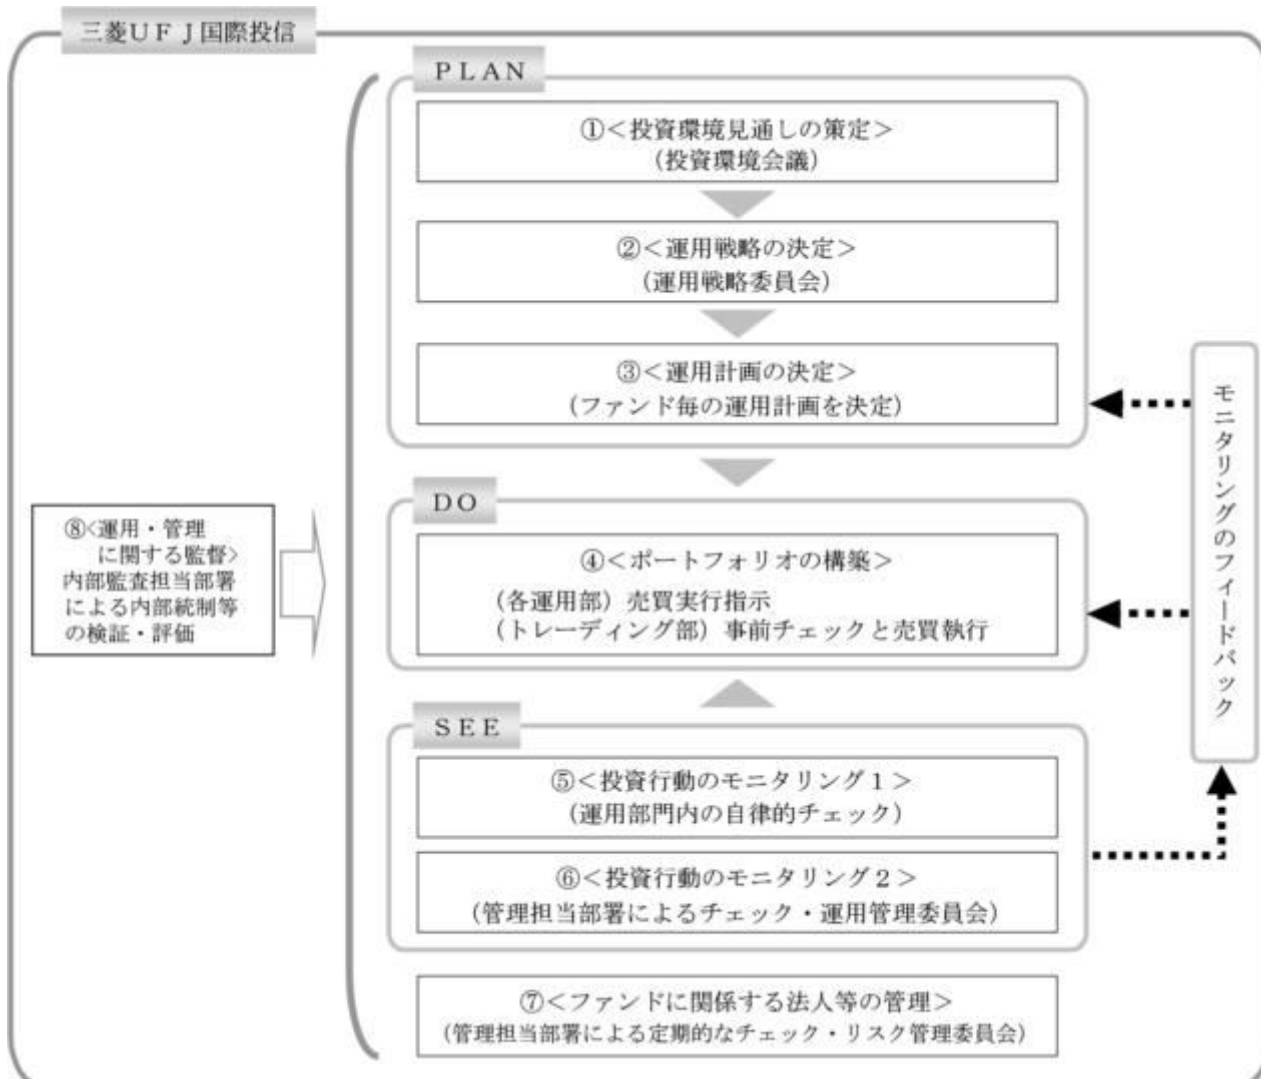 三菱ＵＦＪ国際投信
ＰＬＡＮ
①＜投資環境見通しの策定＞
（投資環境会議）
②＜運用戦略の決定＞
（運用戦略委員会）
③＜運用計画の決定＞
（ファンド毎の運用計画を決定）
ＤＯ
④＜ポートフォリオの構築＞
（各運用部）売買実行指示
（トレーディング部）事前チェックと売買執行
ＳＥＥ
⑤＜投資行動のモニタリング１＞
（運用部門内の自律的チェック）
⑥＜投資行動のモニタリング２＞
（管理担当部署によるチェック・運用管理委員会）
⑦＜ファンドに関係する法人等の管理＞
（管理担当部署による定期的なチェック・リスク管理委員会）
⑧<運用・管理
に関する監督>
内部監査担当部署
による内部統制等
の検証・評価
モニタリングのフィードバック